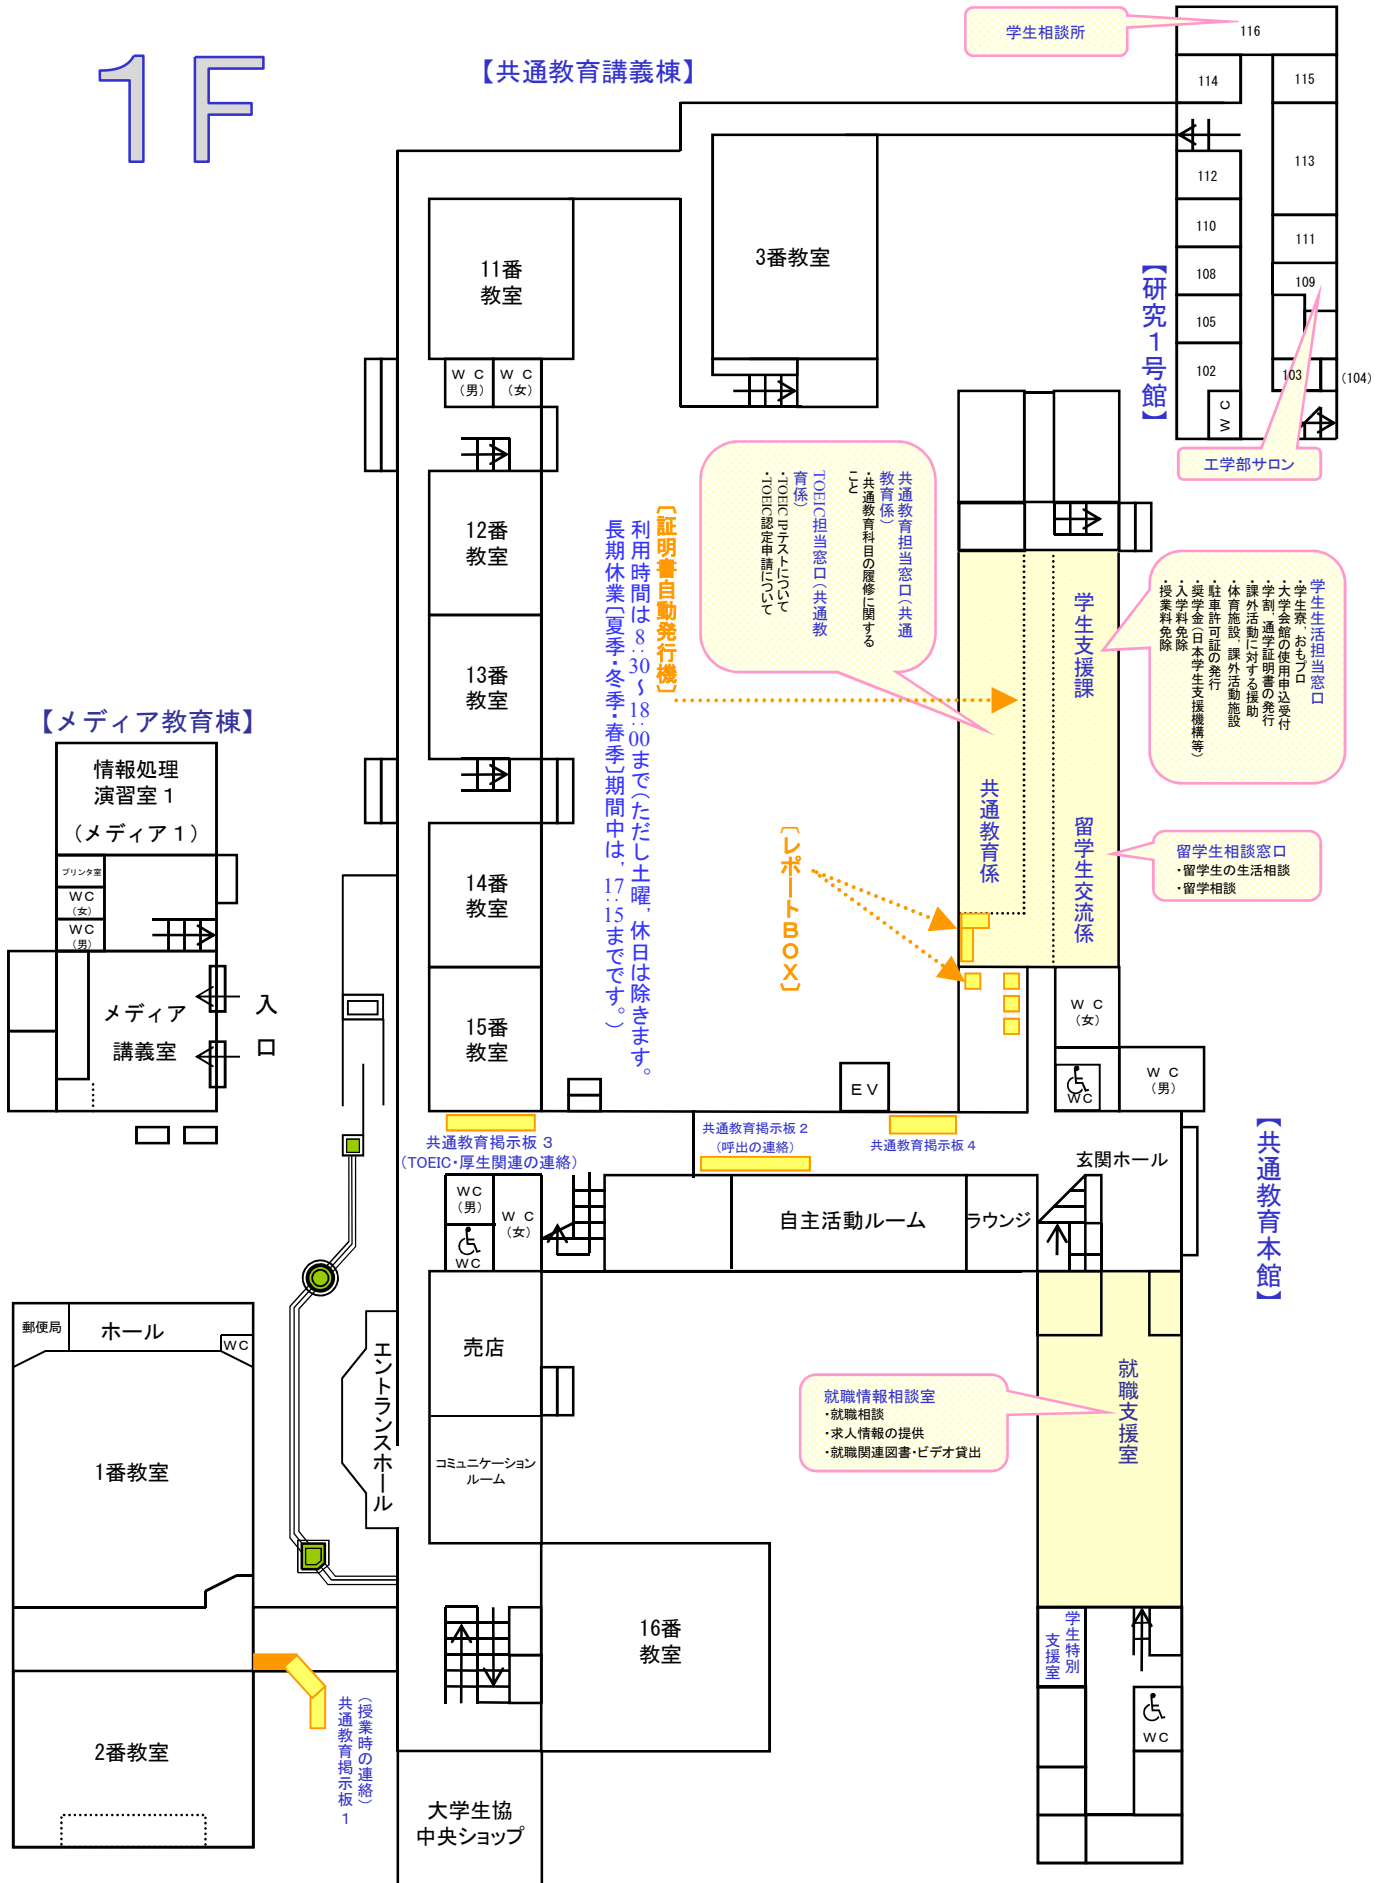 1F
【共通教育講義棟】
学生相談所
116
114
115
113
112
110
111
108
109
105
102
103
(104)
WC
【研究1号館】
工学部サロン
11番
教室
3番教室
WC
(男)
WC
(女)
12番
教室
13番
教室
14番
教室
15番
教室
共通教育担当窓口(共通
教育係)
・共通教育科目の履修に関する
こと
TOEIC担当窓口(共通教
育係)
・TOEIC IPテストについて
・TOEIC認定申請について
〔証明書自動発行機〕
利用時間は8:30~18:00まで(ただし土曜,休日は除きます。
長期休業〔夏季・冬季・春季〕期間中は,17:15までです。)
学生支援課
共通教育係
留学生交流係
学生生活担当窓口
・学生寮,おもプロ
・大学会館の使用申込受付
・学割,通学証明書の発行
・課外活動に対する援助
・体育施設,課外活動施設
・駐車許可証の発行
・奨学金(日本学生支援機構等)
・入学料免除
・授業料免除
留学生相談窓口
・留学生の生活相談
・留学相談
〔レポートBOX〕
【メディア教育棟】
情報処理
演習室1
(メディア1)
プリンタ室
WC
(女)
WC
(男)
メディア
講義室
入
口
WC
(女)
WC
WC
(男)
EV
共通教育掲示板3
(TOEIC・厚生関連の連絡)
共通教育掲示板2
(呼出の連絡)
共通教育掲示板4
玄関ホール
【共通教育本館】
WC
(男)
WC
(女)
WC
自主活動ルーム
ラウンジ
郵便局
ホール
WC
エントランスホール
売店
コミュニケーション
ルーム
1番教室
就職情報相談室
・就職相談
・求人情報の提供
・就職関連図書・ビデオ貸出
就職支援室
16番
教室
学生特別
支援室
WC
2番教室
(授業時の連絡)
共通教育掲示板1
大学生協
中央ショップ